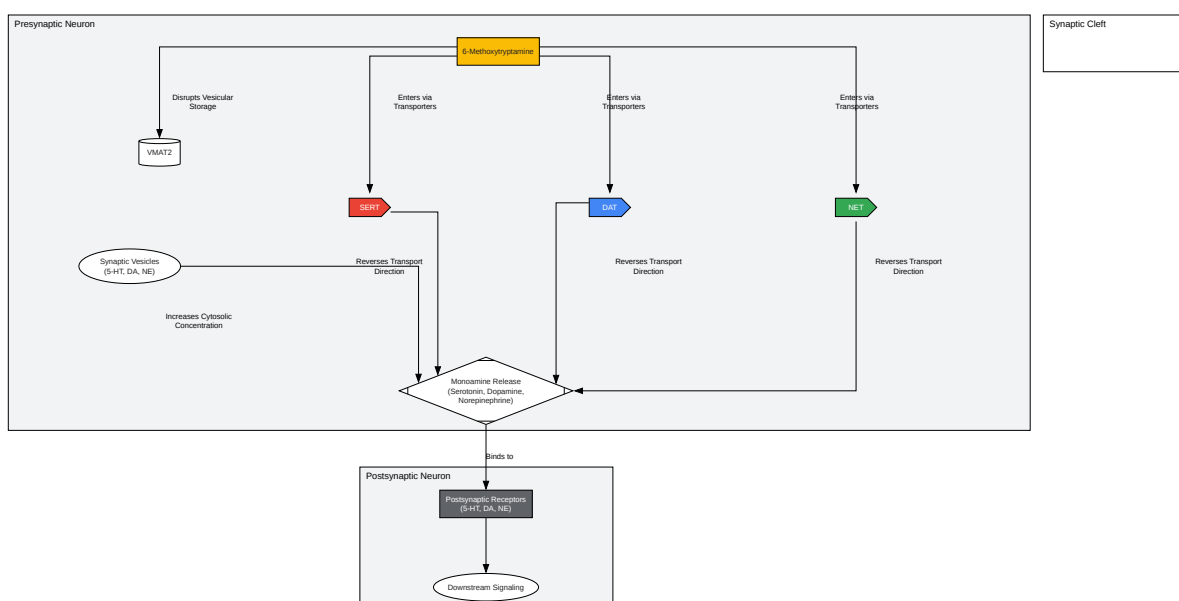 Presynaptic Neuron
Synaptic Cleft
6-Methoxytryptamine
Disrupts Vesicular
Storage
Enters via
Transporters
Enters via
Transporters
Enters via
Transporters
VMAT2
SERT
DAT
NET
Synaptic Vesicles
(5-HT, DA, NE)
Reverses Transport
Direction
Reverses Transport
Direction
Reverses Transport
Direction
Increases Cytosolic
Concentration
Monoamine Release
(Serotonin, Dopamine,
Norepinephrine)
Binds to
Postsynaptic Neuron
Postsynaptic Receptors
(5-HT, DA, NE)
Downstream Signaling